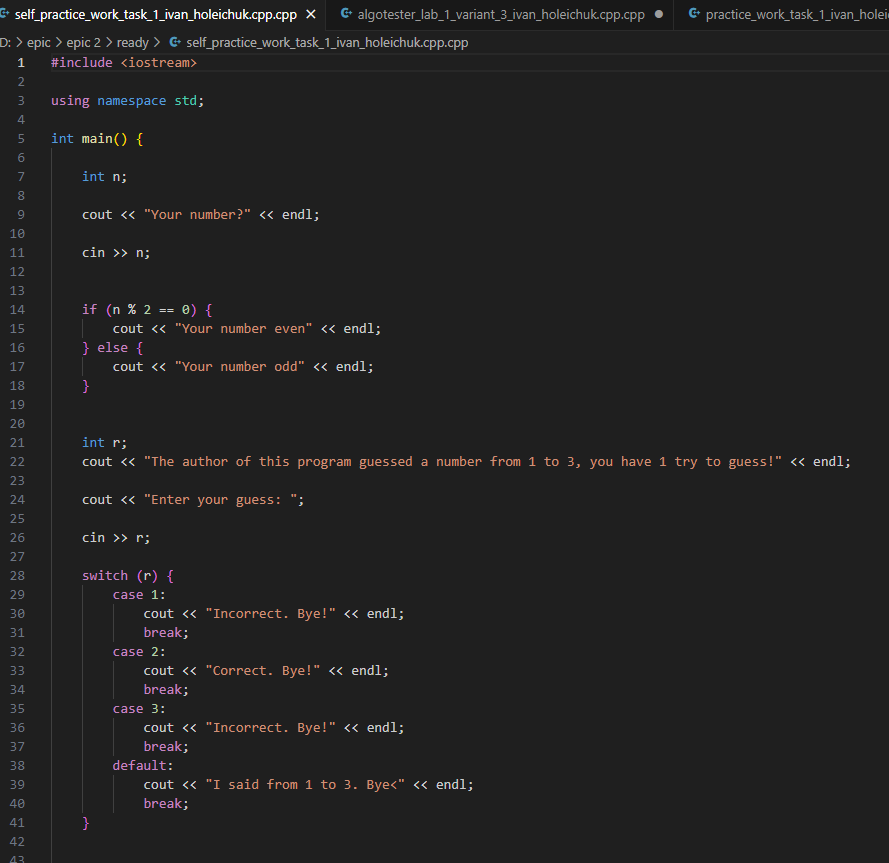 self_practice_work_task_1_ivan_holeichuk.cpp.cpp
algotester_lab_1_variant_3_ivan_holeichuk.cpp.cpp
practice_work_task_1_ivan_holei
D: > epic > epic 2 > ready > self_practice_work_task_1_ivan_holeichuk.cpp.cpp
1 #include <iostream>
2
3 using namespace std;
4
5 int main() {
6
7 int n;
8
9 cout << "Your number?" << endl;
10
11 cin >> n;
12
13
14 if (n % 2 == 0) {
15 cout << "Your number even" << endl;
16 } else {
17 cout << "Your number odd" << endl;
18 }
19
20
21 int r;
22 cout << "The author of this program guessed a number from 1 to 3, you have 1 try to guess!" << endl;
23
24 cout << "Enter your guess: ";
25
26 cin >> r;
27
28 switch (r) {
29 case 1:
30 cout << "Incorrect. Bye!" << endl;
31 break;
32 case 2:
33 cout << "Correct. Bye!" << endl;
34 break;
35 case 3:
36 cout << "Incorrect. Bye!" << endl;
37 break;
38 default:
39 cout << "I said from 1 to 3. Bye<" << endl;
40 break;
41 }
42
43